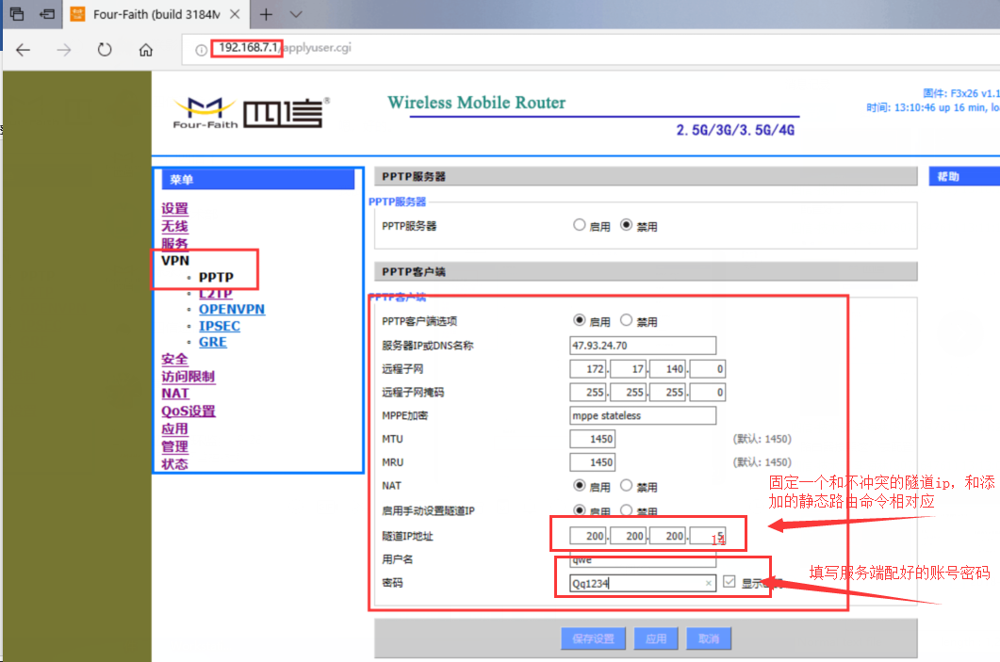 Four-Faith (build 3184M
192.168.7.1/applyuser.cgi
Four-Faith 四信®
Wireless Mobile Router
2.5G/3G/3.5G/4G
固件: F3x26 v1.1
时间: 13:10:46 up 16 min, lo
菜单
设置
无线
服务
VPN
PPTP
L2TP
OPENVPN
IPSEC
GRE
安全
访问限制
NAT
QoS设置
应用
管理
状态
PPTP服务器
PPTP服务器
PPTP服务器 启用 禁用
PPTP客户端
PPTP客户端
PPTP客户端选项 启用 禁用
服务器IP或DNS名称 47.93.24.70
远程子网 172. 17. 140. 0
远程子网掩码 255. 255. 255. 0
MPPE加密 mppe stateless
MTU 1450 (默认: 1450)
MRU 1450 (默认: 1450)
NAT 启用 禁用
启用手动设置隧道IP 启用 禁用
隧道IP地址 200. 200. 200. 14
用户名 qwe
密码 Qq1234 × 显示
保存设置 应用 取消
帮助
固定一个和不冲突的隧道ip，和添
加的静态路由命令相对应
填写服务端配好的账号密码